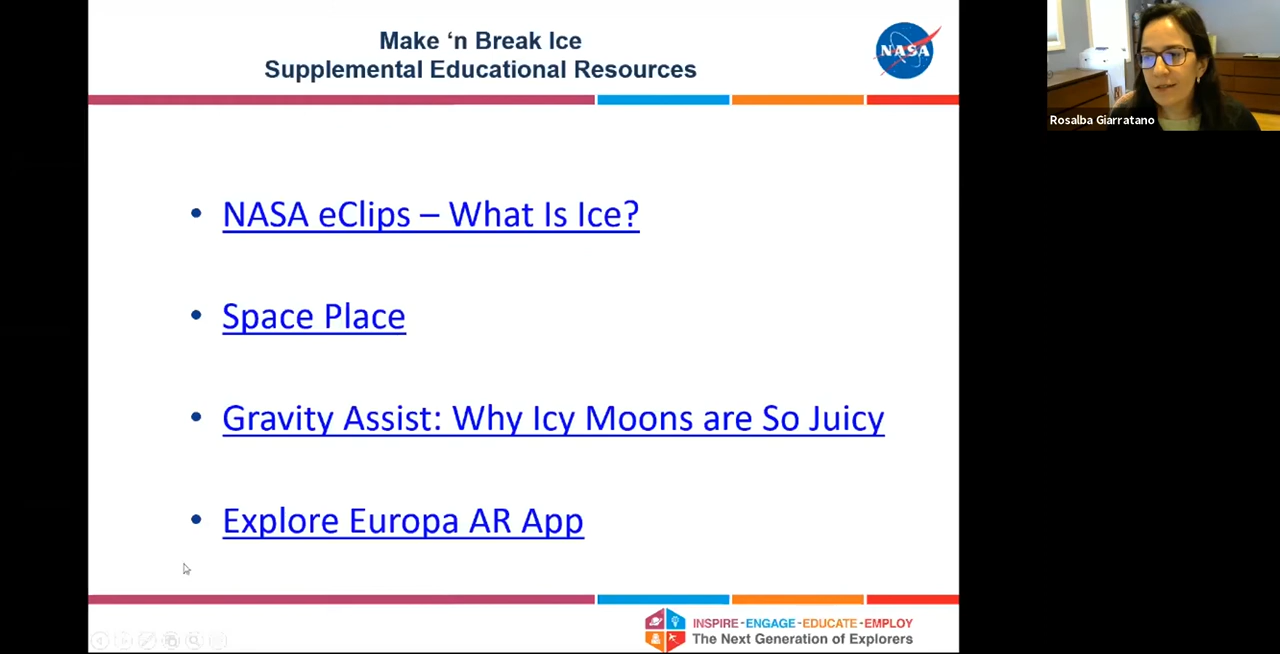 Make ‘n Break Ice
Supplemental Educational Resources
NASA
Rosalba Giarratano
• NASA eClips – What Is Ice?
• Space Place
• Gravity Assist: Why Icy Moons are So Juicy
• Explore Europa AR App
INSPIRE - ENGAGE - EDUCATE - EMPLOY
The Next Generation of Explorers